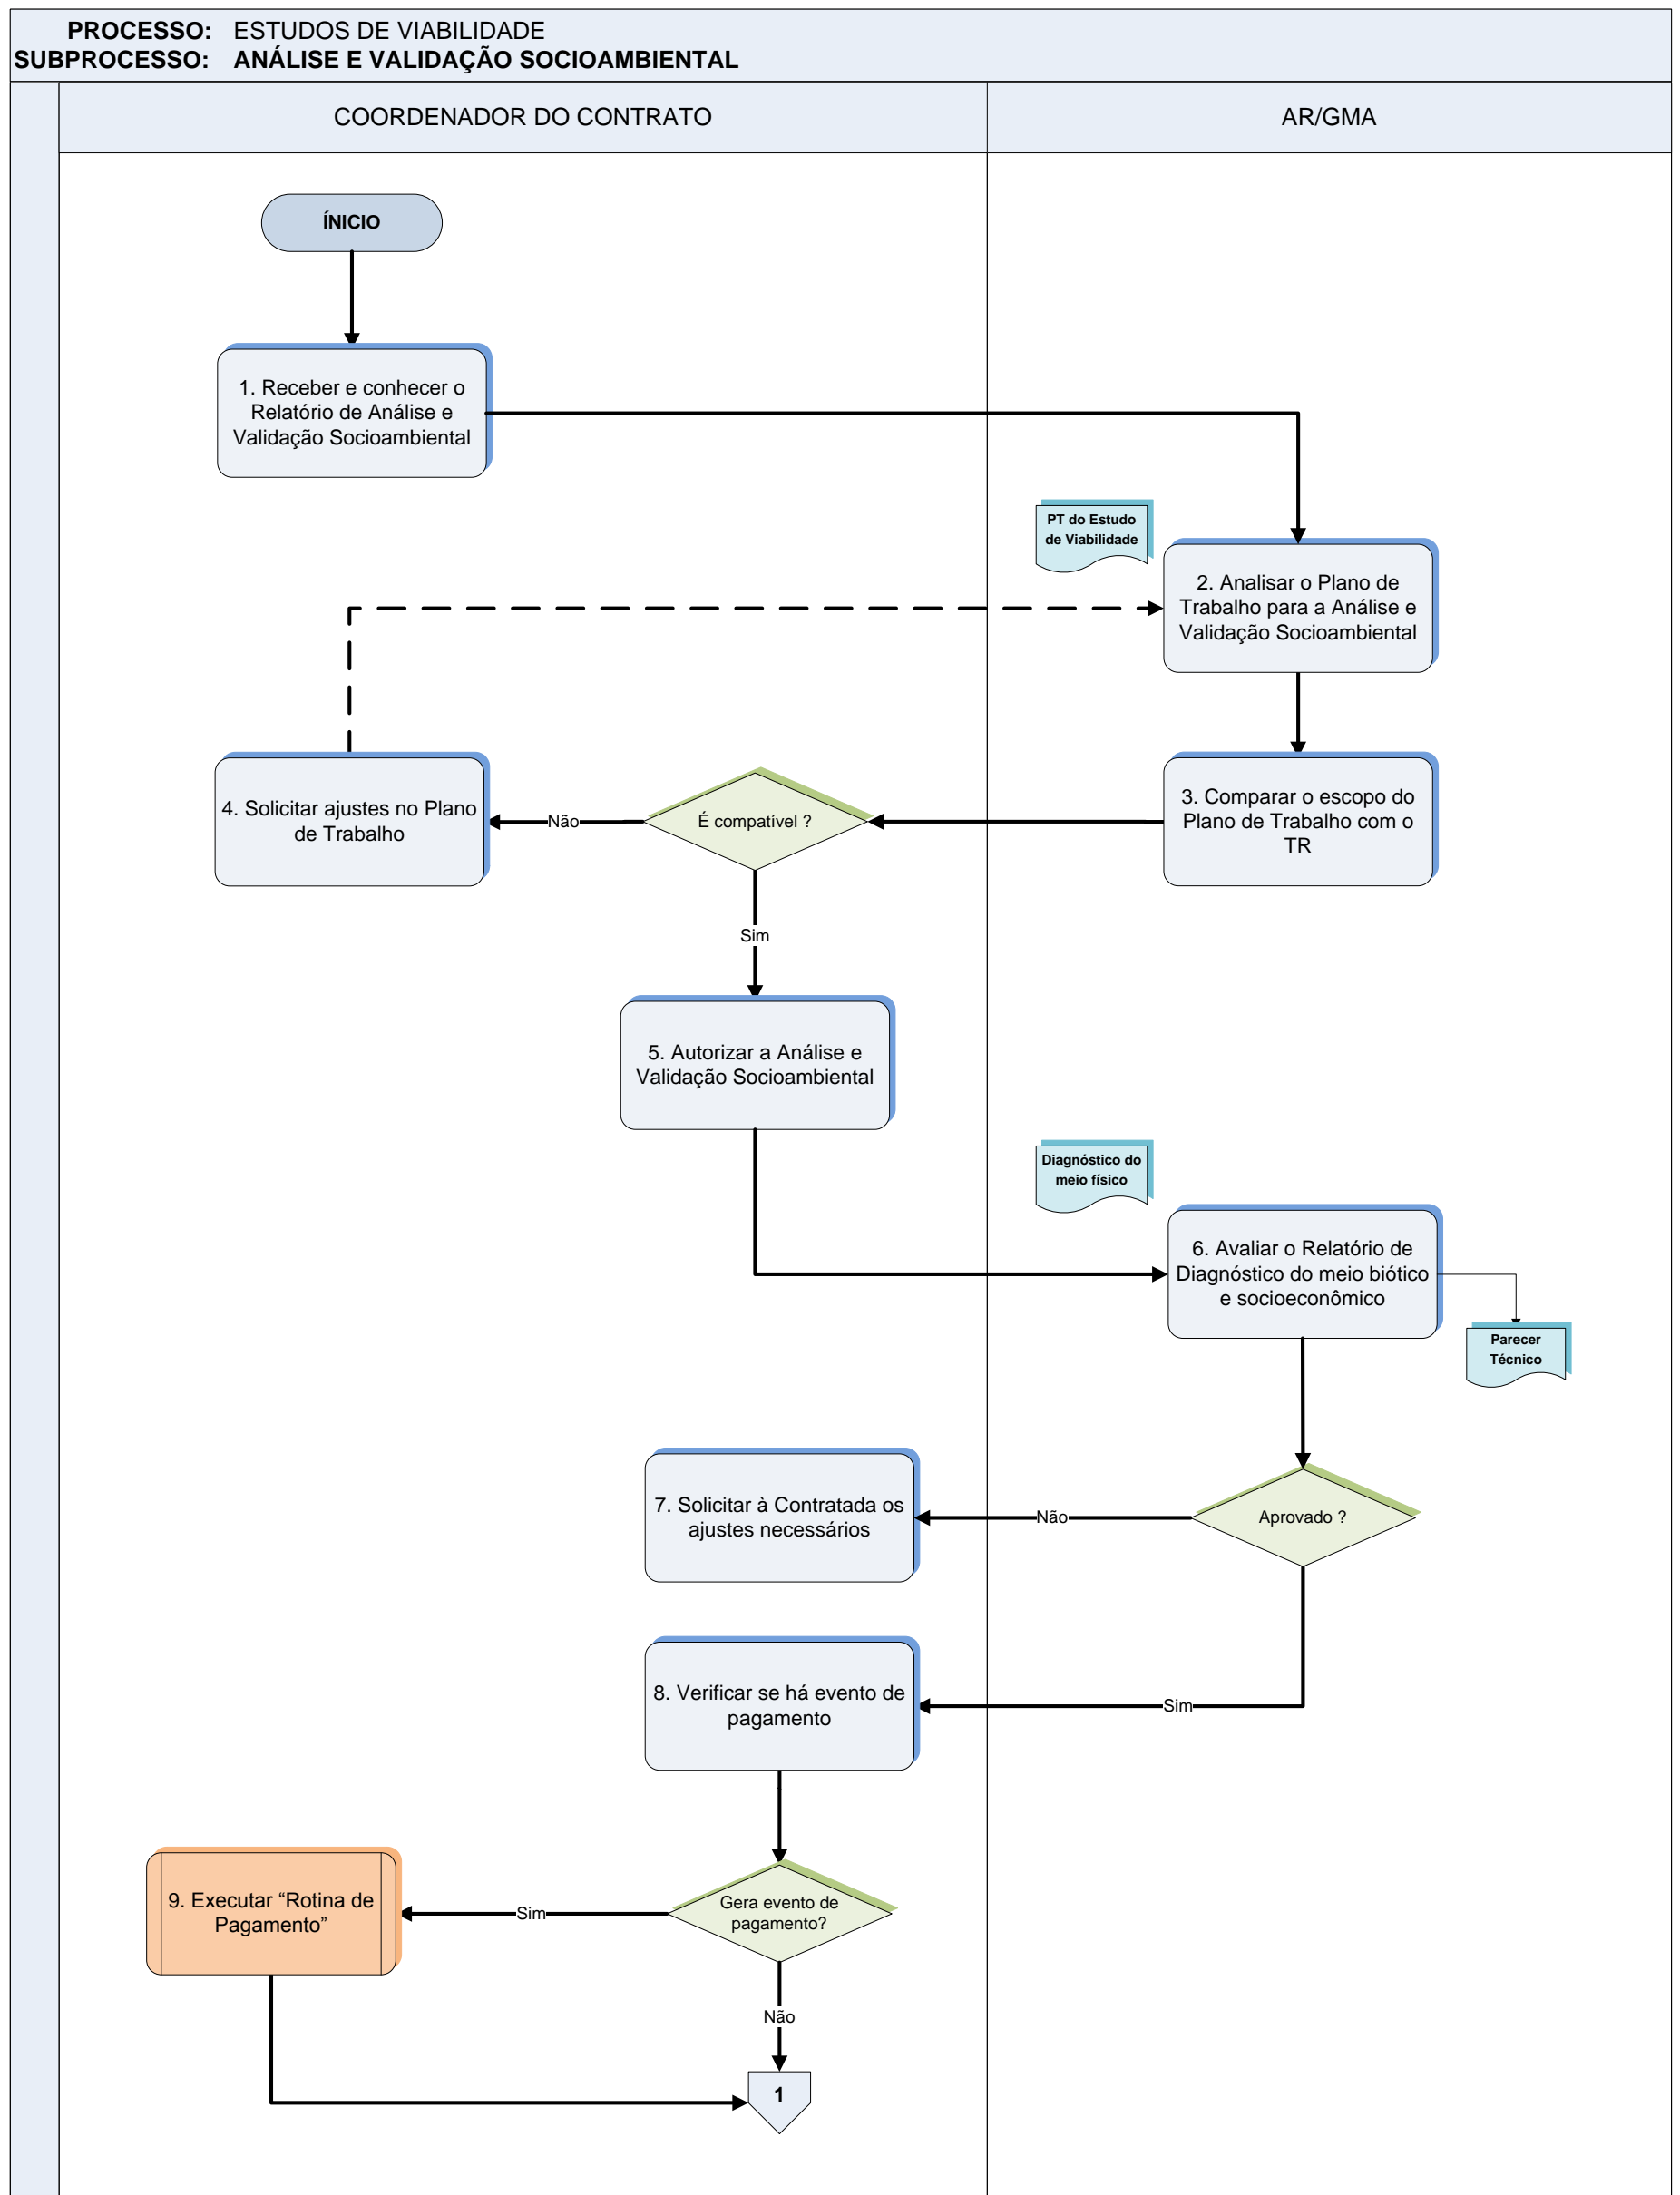 PROCESSO: ESTUDOS DE VIABILIDADE
SUBPROCESSO: ANÁLISE E VALIDAÇÃO SOCIOAMBIENTAL
COORDENADOR DO CONTRATO
AR/GMA
ÍNICIO
1. Receber e conhecer o
Relatório de Análise e
Validação Socioambiental
PT do Estudo
de Viabilidade
2. Analisar o Plano de
Trabalho para a Análise e
Validação Socioambiental
3. Comparar o escopo do
Plano de Trabalho com o
TR
É compatível ?
Não
4. Solicitar ajustes no Plano
de Trabalho
Sim
5. Autorizar a Análise e
Validação Socioambiental
Diagnóstico do
meio físico
6. Avaliar o Relatório de
Diagnóstico do meio biótico
e socioeconômico
Parecer
Técnico
Aprovado ?
Não
7. Solicitar à Contratada os
ajustes necessários
Sim
8. Verificar se há evento de
pagamento
Gera evento de
pagamento?
Sim
9. Executar “Rotina de
Pagamento”
Não
1